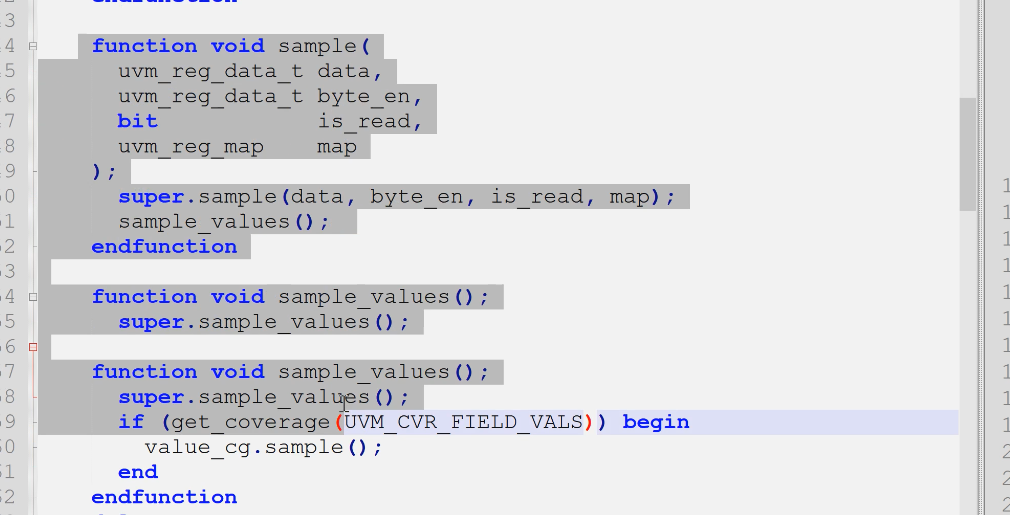 endfunction
3
4 function void sample(
5 uvm_reg_data_t data,
6 uvm_reg_data_t byte_en,
7 bit is_read,
8 uvm_reg_map map
9 );
0 super.sample(data, byte_en, is_read, map);
1 sample_values();
2 endfunction
3
4 function void sample_values();
5 super.sample_values();
6
7 function void sample_values();
8 super.sample_values();
9 if (get_coverage(UVM_CVR_FIELD_VALS)) begin
0 value_cg.sample();
1 end
2 endfunction